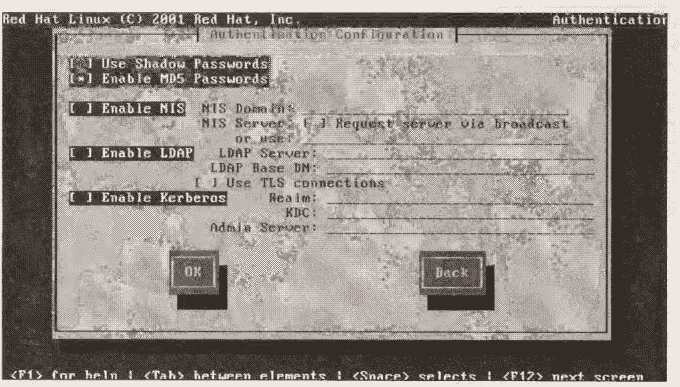 Red Hat Linux (C) 2001 Red Hat, Inc. Authentication
Authentication Configuration
[*] Use Shadow Passwords
[*] Enable MD5 Passwords
[ ] Enable NIS NIS Domain:
NIS Server: [ ] Request server via broadcast
or use:
[ ] Enable LDAP LDAP Server:
LDAP Base DN:
[ ] Use TLS connections
[ ] Enable Kerberos Realm:
KDC:
Admin Server:
OK Back
<F1> for help | <Tab> between elements | <Space> selects | <F12> next screen